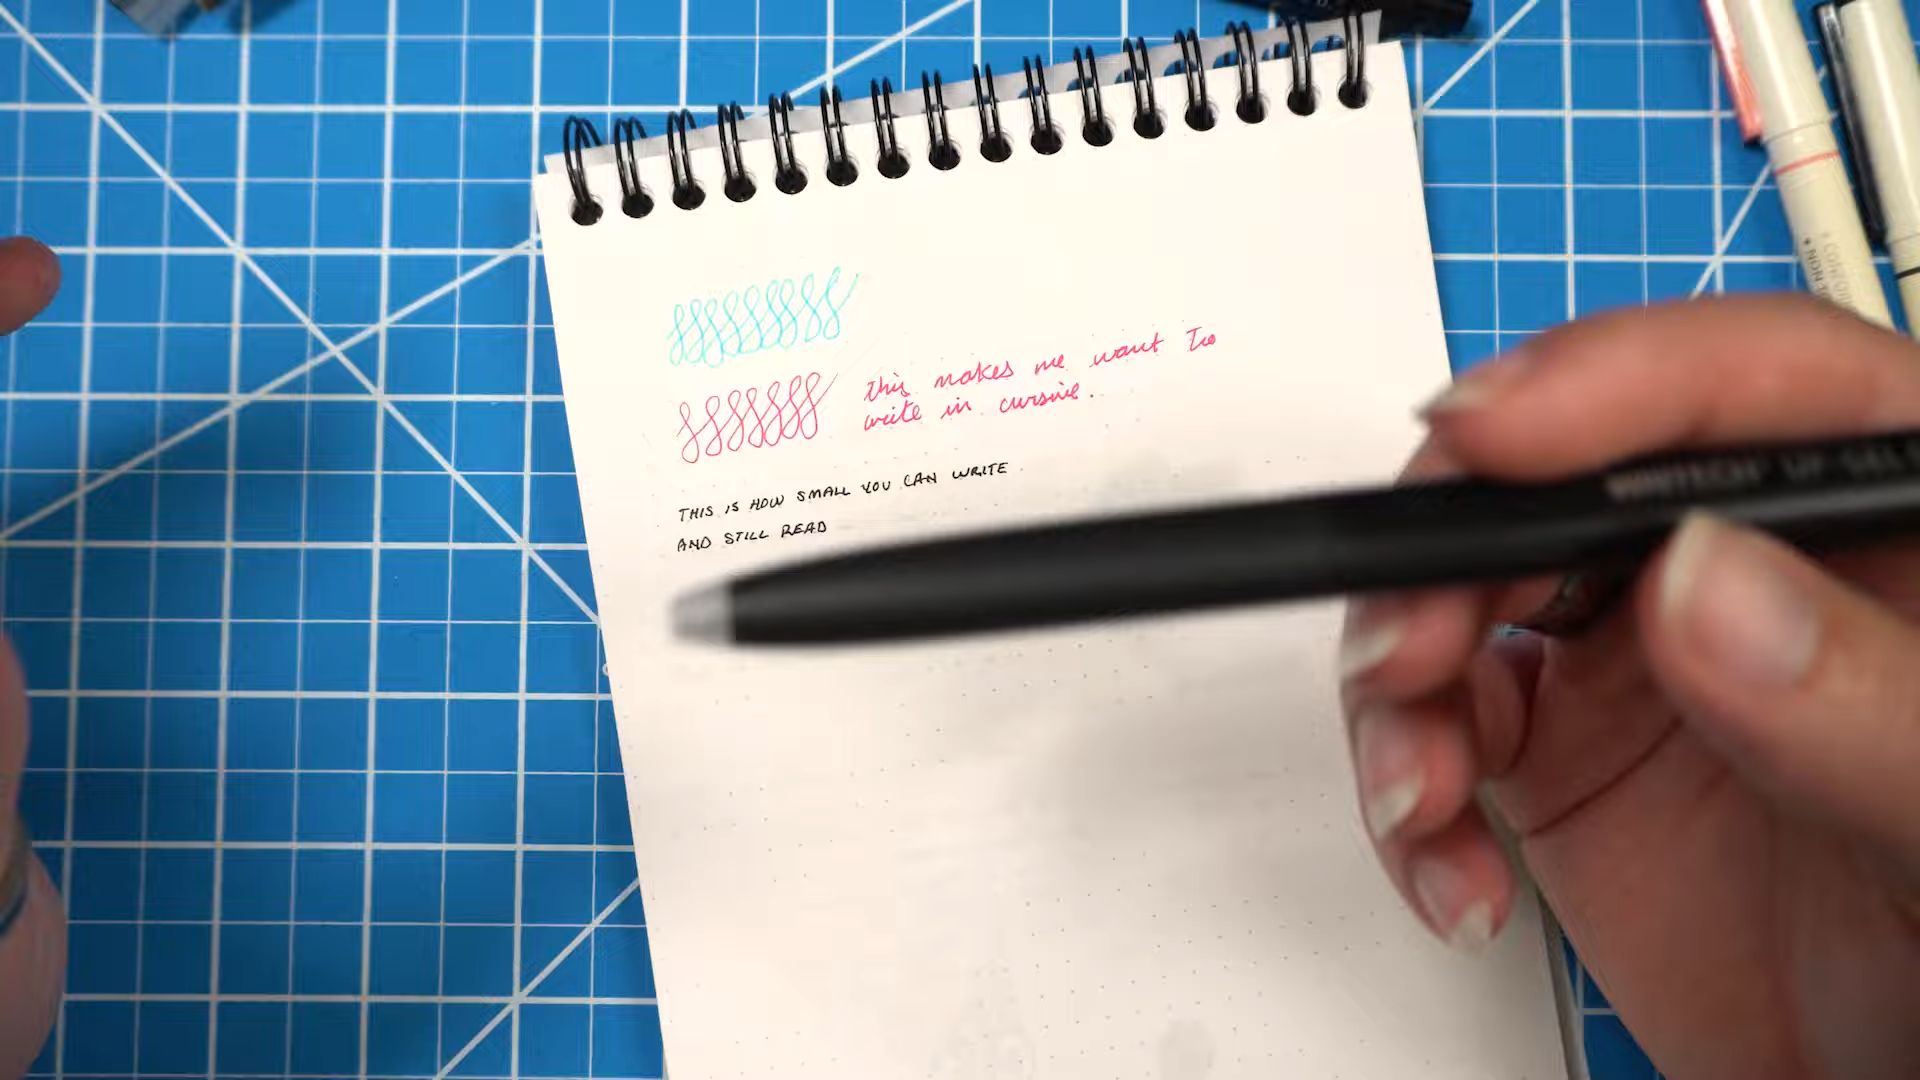 this makes me want to
write in cursive.
THIS IS HOW SMALL YOU CAN WRITE
AND STILL READ